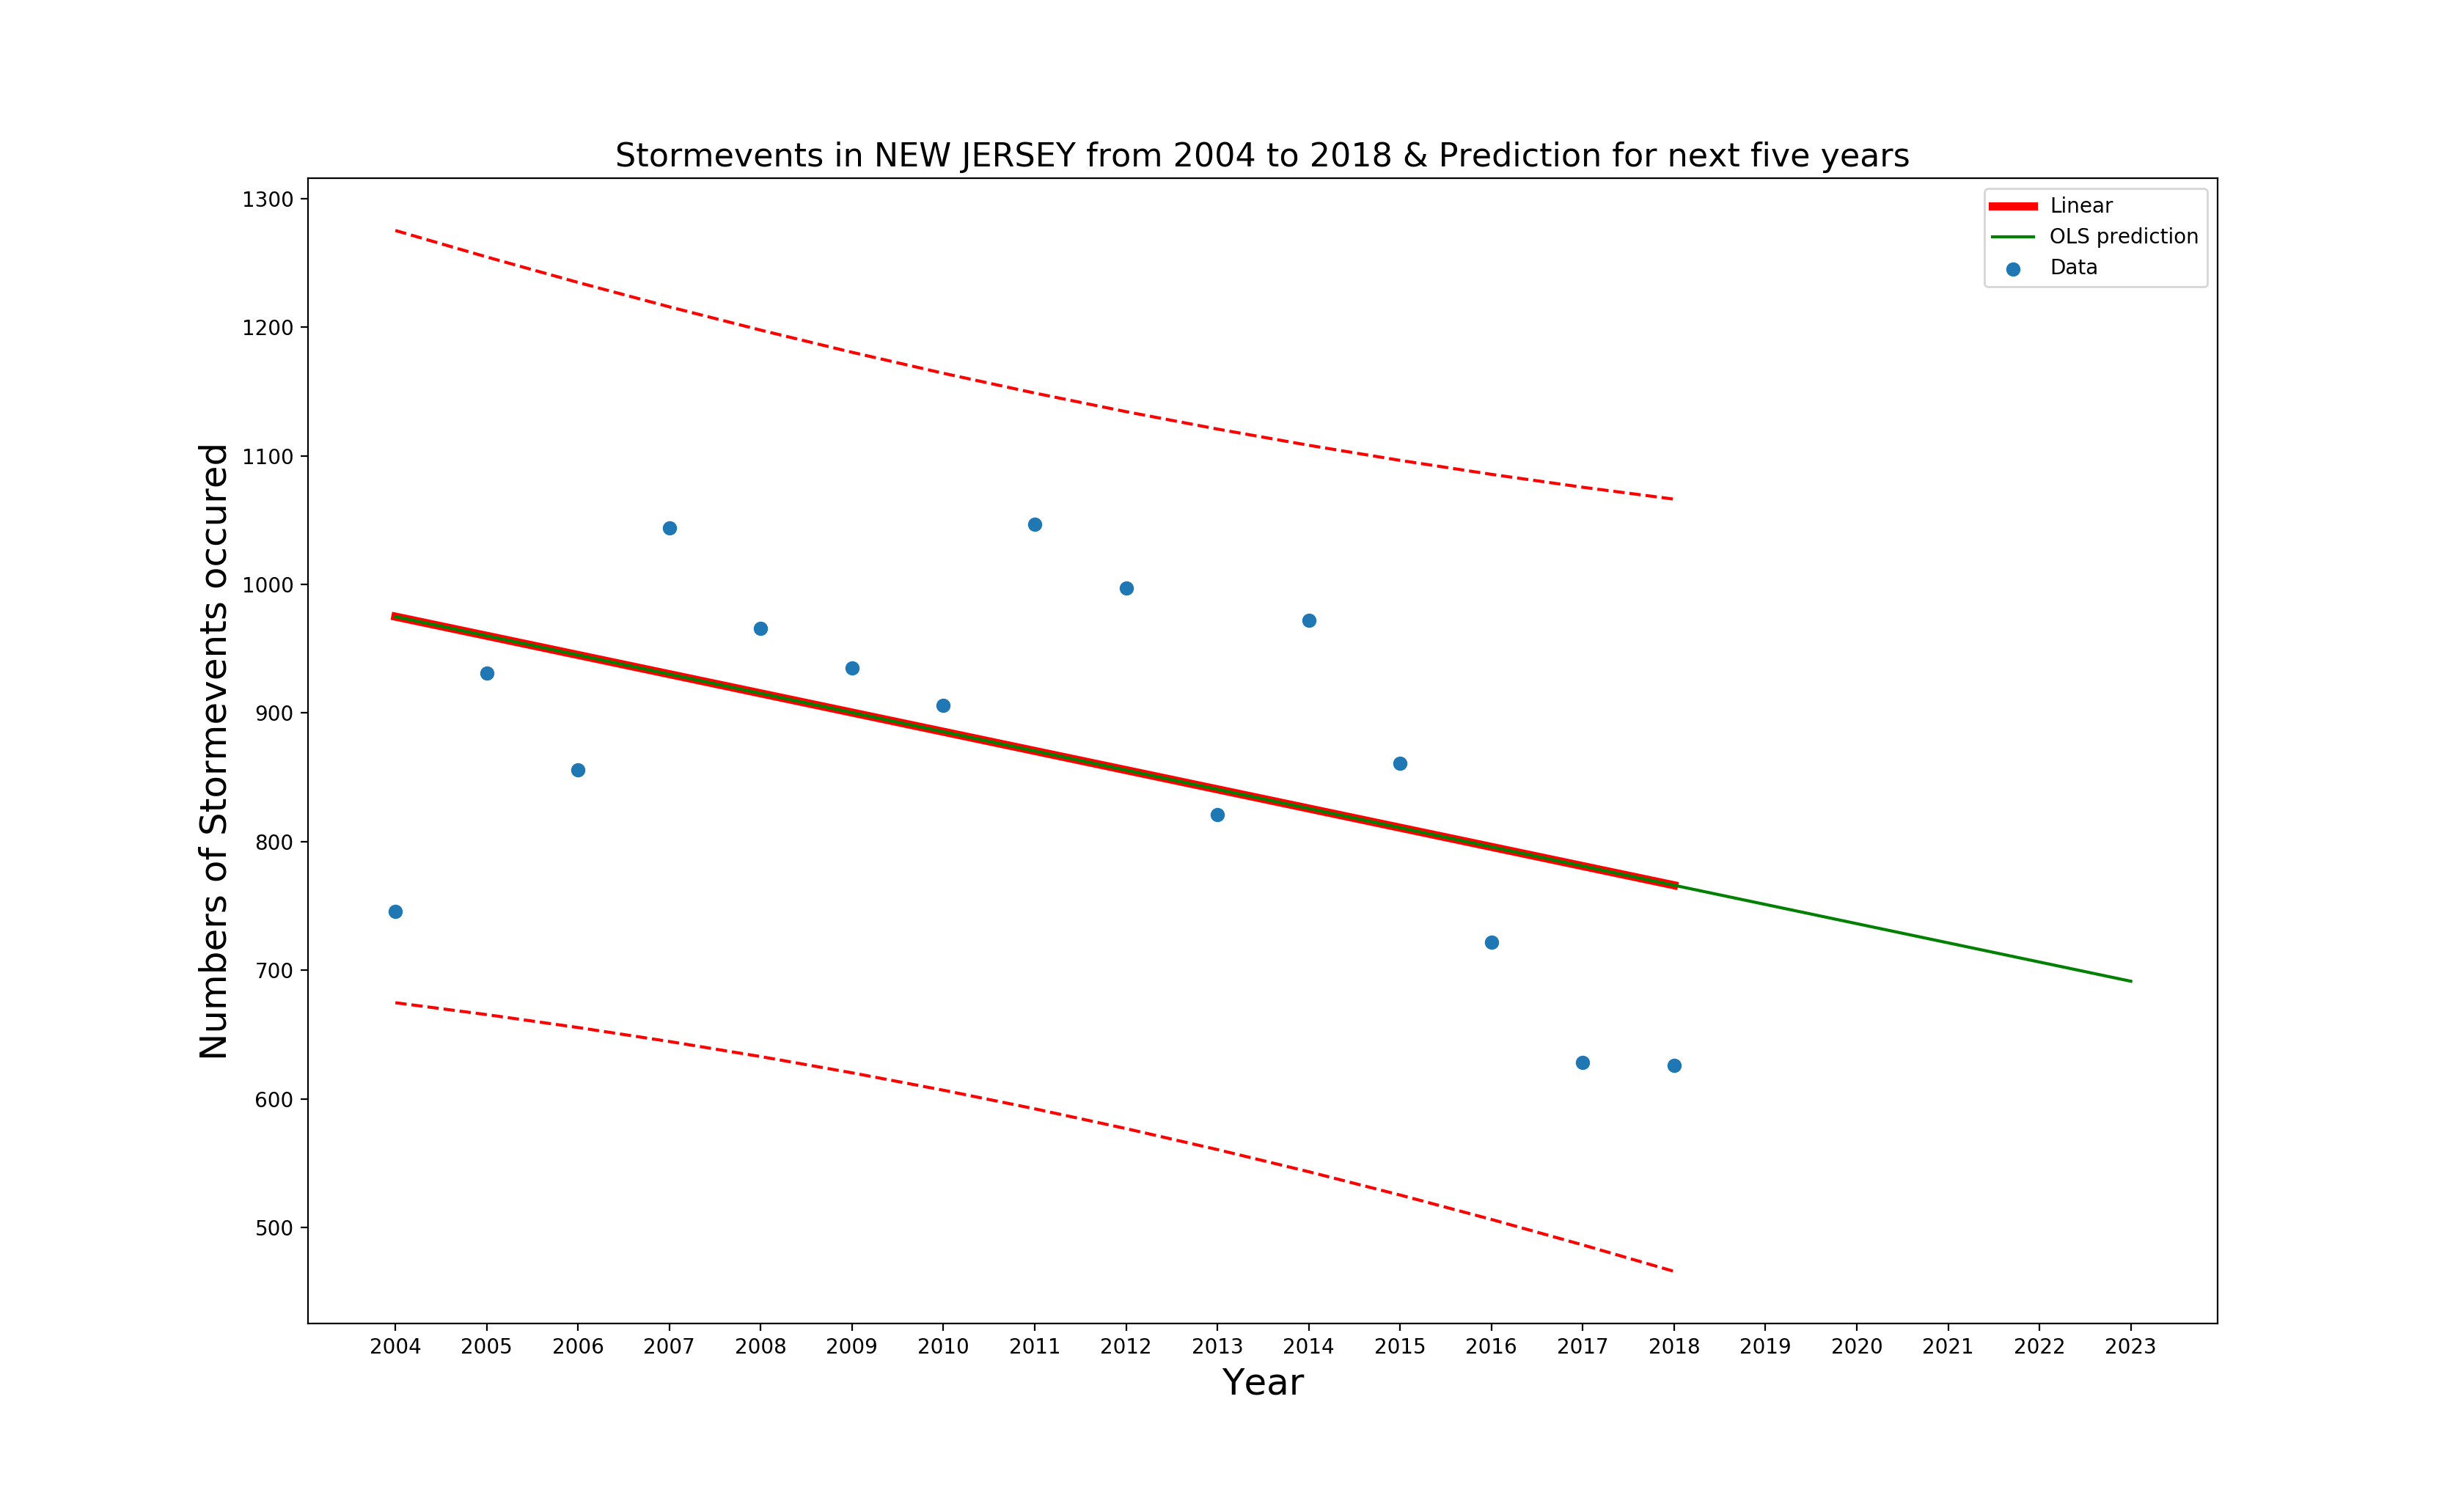 Stormevents in NEW JERSEY from 2004 to 2018 & Prediction for next five years
Linear
OLS prediction
Data
Numbers of Stormevents occured
1300
1200
1100
1000
900
800
700
600
500
2004 2005 2006 2007 2008 2009 2010 2011 2012 2013 2014 2015 2016 2017 2018 2019 2020 2021 2022 2023
Year